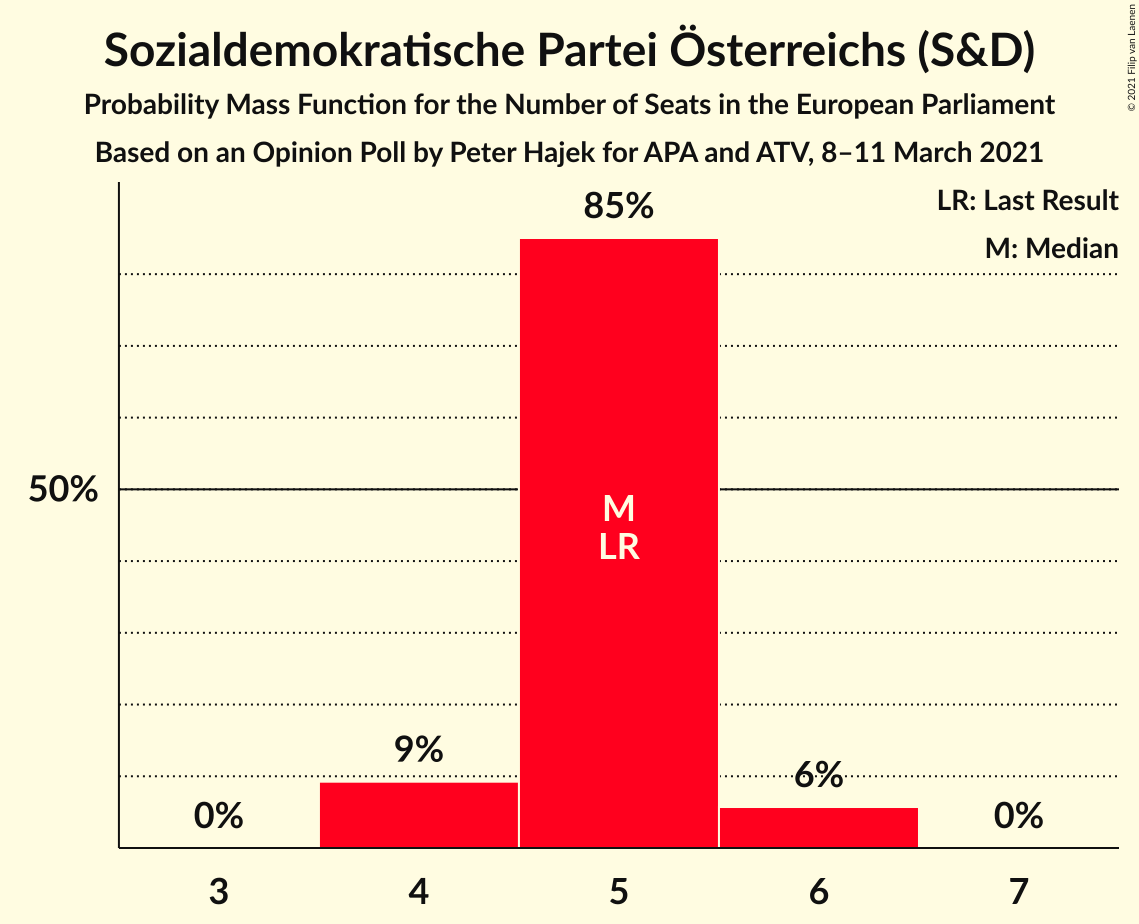 Sozialdemokratische Partei Österreichs (S&D)
Probability Mass Function for the Number of Seats in the European Parliament
Based on an Opinion Poll by Peter Hajek for APA and ATV, 8–11 March 2021
© 2021 Filip van Laenen
LR: Last Result
M: Median
85%
50%
M
LR
9%
6%
0%
0%
3 4 5 6 7